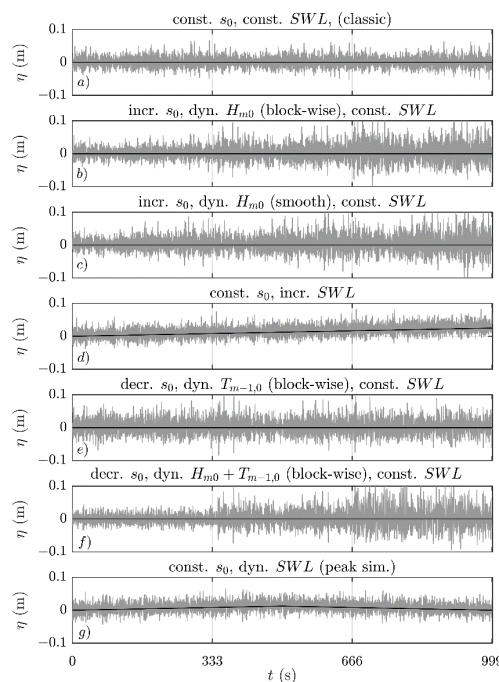 const. s₀, const. SWL, (classic)
0.1
η (m)
0
−0.1
a)
incr. s₀, dyn. Hₘ₀ (block-wise), const. SWL
0.1
η (m)
0
−0.1
b)
incr. s₀, dyn. Hₘ₀ (smooth), const. SWL
0.1
η (m)
0
−0.1
c)
const. s₀, incr. SWL
0.1
η (m)
0
−0.1
d)
decr. s₀, dyn. Tₘ₋₁,₀ (block-wise), const. SWL
0.1
η (m)
0
−0.1
e)
decr. s₀, dyn. Hₘ₀ + Tₘ₋₁,₀ (block-wise), const. SWL
0.1
η (m)
0
−0.1
f)
const. s₀, dyn. SWL (peak sim.)
0.1
η (m)
0
−0.1
g)
0 333 666 999
t (s)